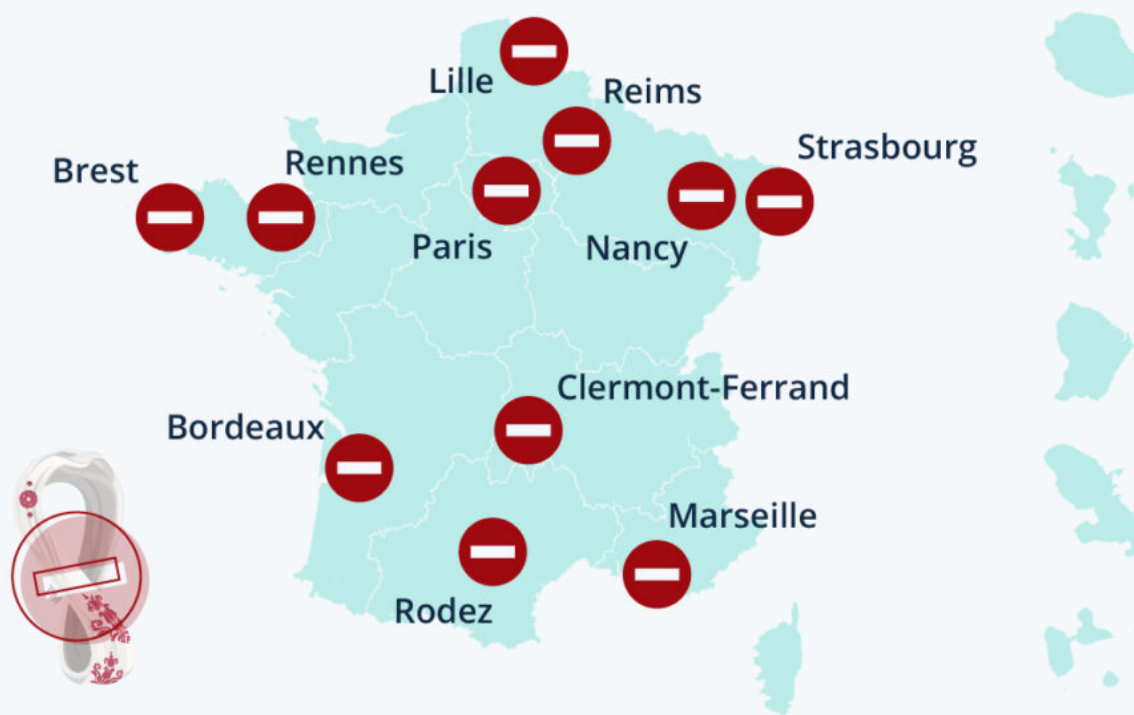 Lille
Reims
Strasbourg
Brest
Rennes
Paris
Nancy
Clermont-Ferrand
Bordeaux
Marseille
Rodez